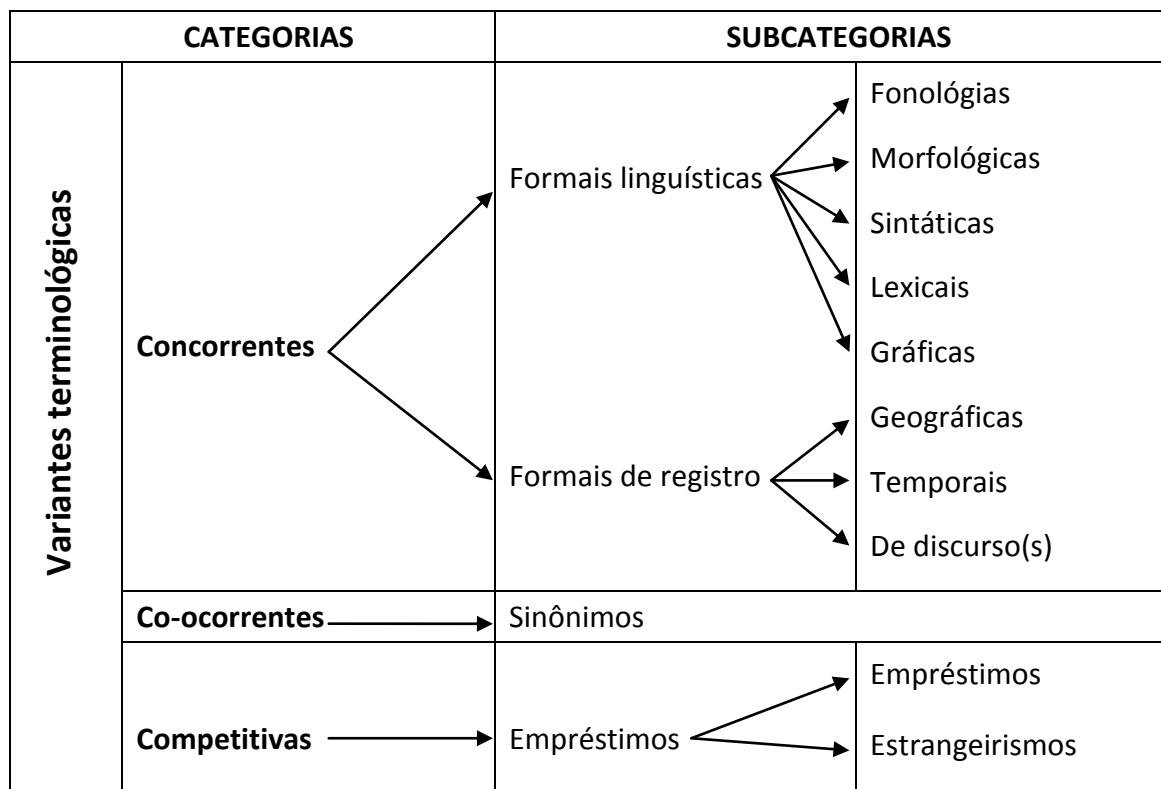 CATEGORIAS
SUBCATEGORIAS
Variantes terminológicas
Concorrentes
Formais linguísticas
Fonológias
Morfológicas
Sintáticas
Lexicais
Gráficas
Formais de registro
Geográficas
Temporais
De discurso(s)
Co-ocorrentes
Sinônimos
Competitivas
Empréstimos
Empréstimos
Estrangeirismos